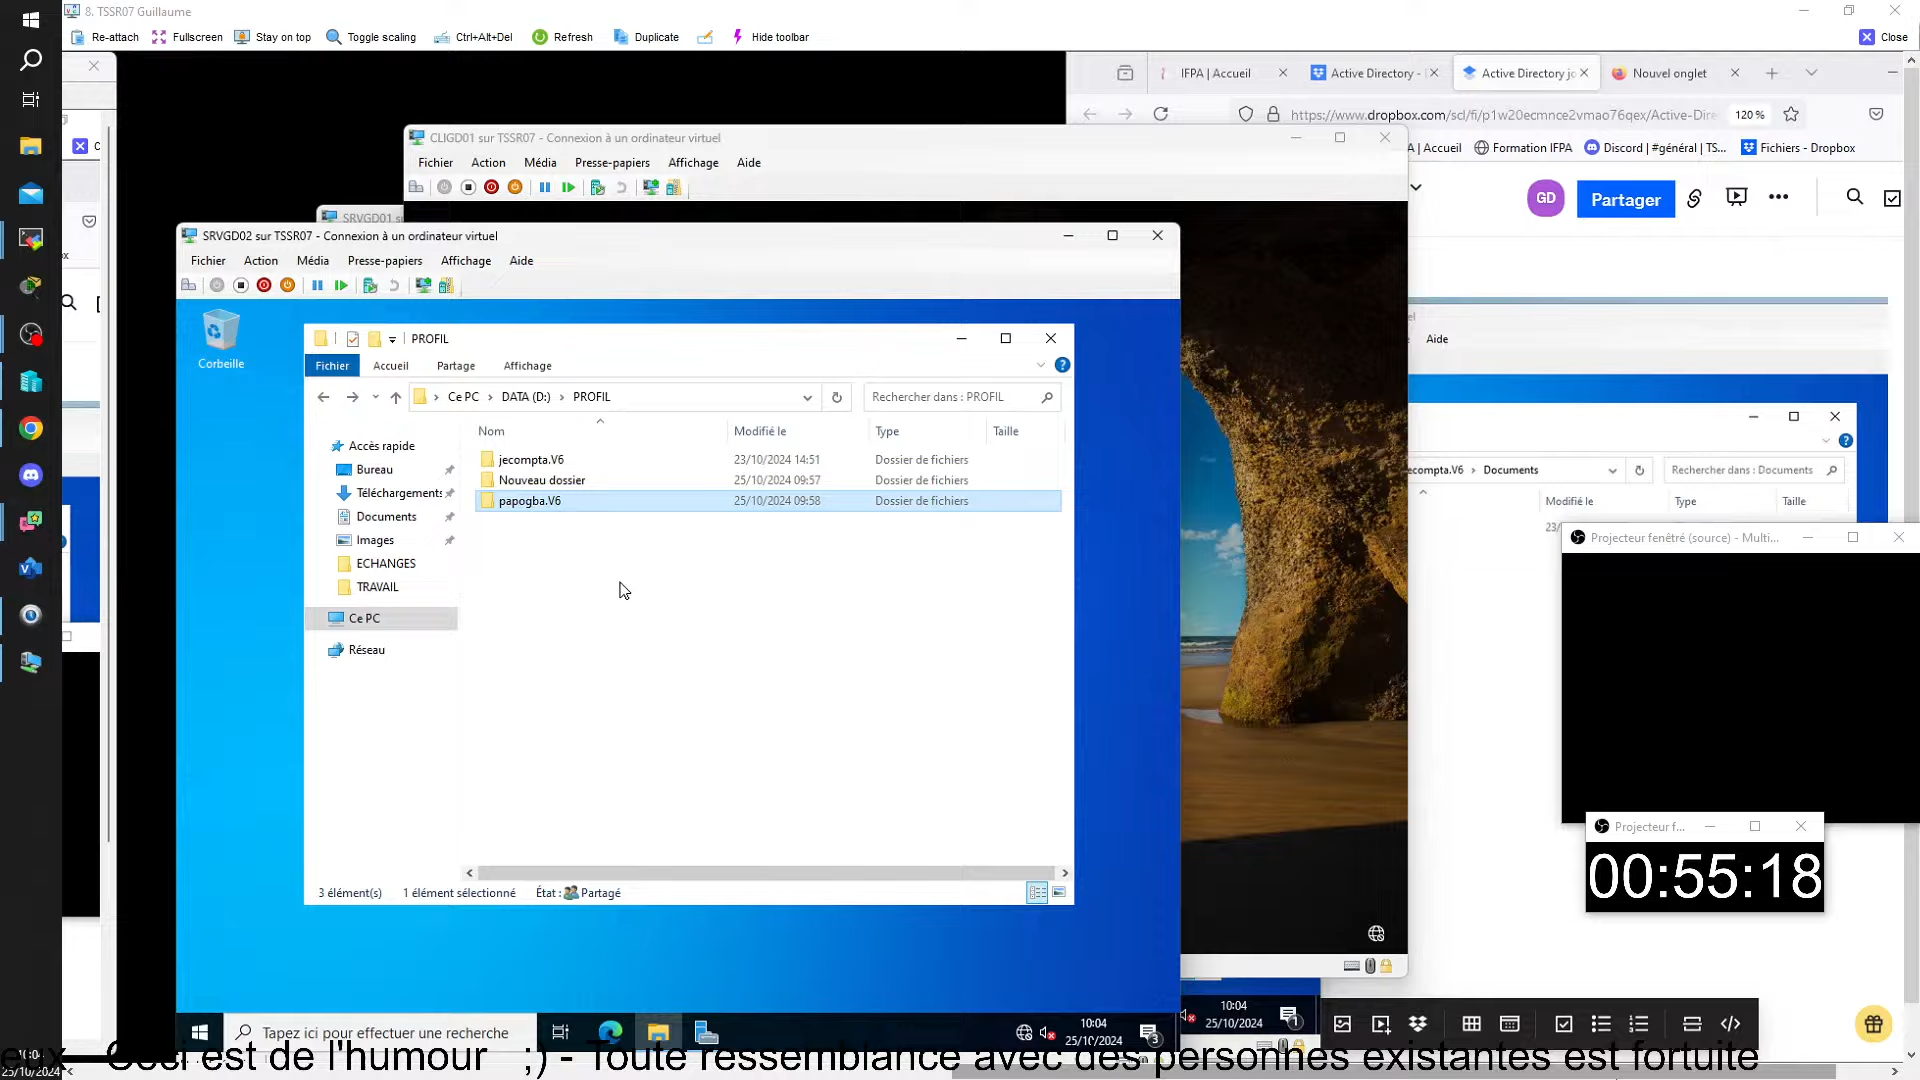 8. TSSR07 Guillaume
Re-attach Fullscreen Stay on top Toggle scaling Ctrl+Alt+Del Refresh Duplicate Hide toolbar Close
IFPA | Accueil Active Directory - Active Directory jo Nouvel onglet
https://www.dropbox.com/scl/fi/p1w20ecmnce2vmao76qex/Active-Dire 120 %
Accueil Formation IFPA Discord | #général | TS... Fichiers - Dropbox
GD Partager
CLIGD01 sur TSSR07 - Connexion à un ordinateur virtuel
Fichier Action Média Presse-papiers Affichage Aide
SRVGD01 s
SRVGD02 sur TSSR07 - Connexion à un ordinateur virtuel
Fichier Action Média Presse-papiers Affichage Aide
Corbeille
PROFIL
Fichier Accueil Partage Affichage
Ce PC DATA (D:) PROFIL
Rechercher dans : PROFIL
Nom Modifié le Type Taille
jecompta.V6 23/10/2024 14:51 Dossier de fichiers
Nouveau dossier 25/10/2024 09:57 Dossier de fichiers
papogba.V6 25/10/2024 09:58 Dossier de fichiers
Accès rapide
Bureau
Téléchargements
Documents
Images
ECHANGES
TRAVAIL
Ce PC
Réseau
3 élément(s) 1 élément sélectionné État : Partagé
Aide
ecompta.V6 Documents Rechercher dans : Documents
Modifié le Type Taille
23/
Projecteur fenêtré (source) - Multi...
Projecteur f...
00:55:18
Tapez ici pour effectuer une recherche
10:04
25/10/2024
3
10:04
25/10/2024
1
10:04
25/10/2024
eux - Ceci est de l'humour ;) - Toute ressemblance avec des personnes existantes est fortuite